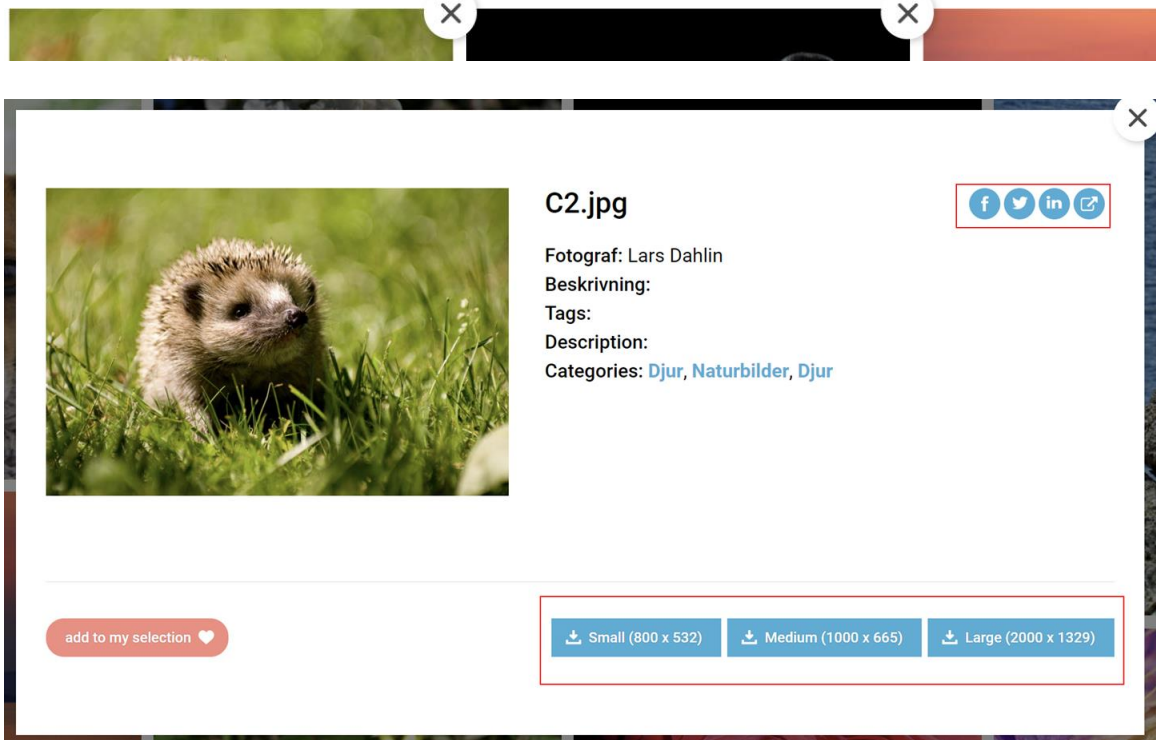 C2.jpg
Fotograf: Lars Dahlin
Beskrivning:
Tags:
Description:
Categories: Djur, Naturbilder, Djur
add to my selection
Small (800 x 532)
Medium (1000 x 665)
Large (2000 x 1329)